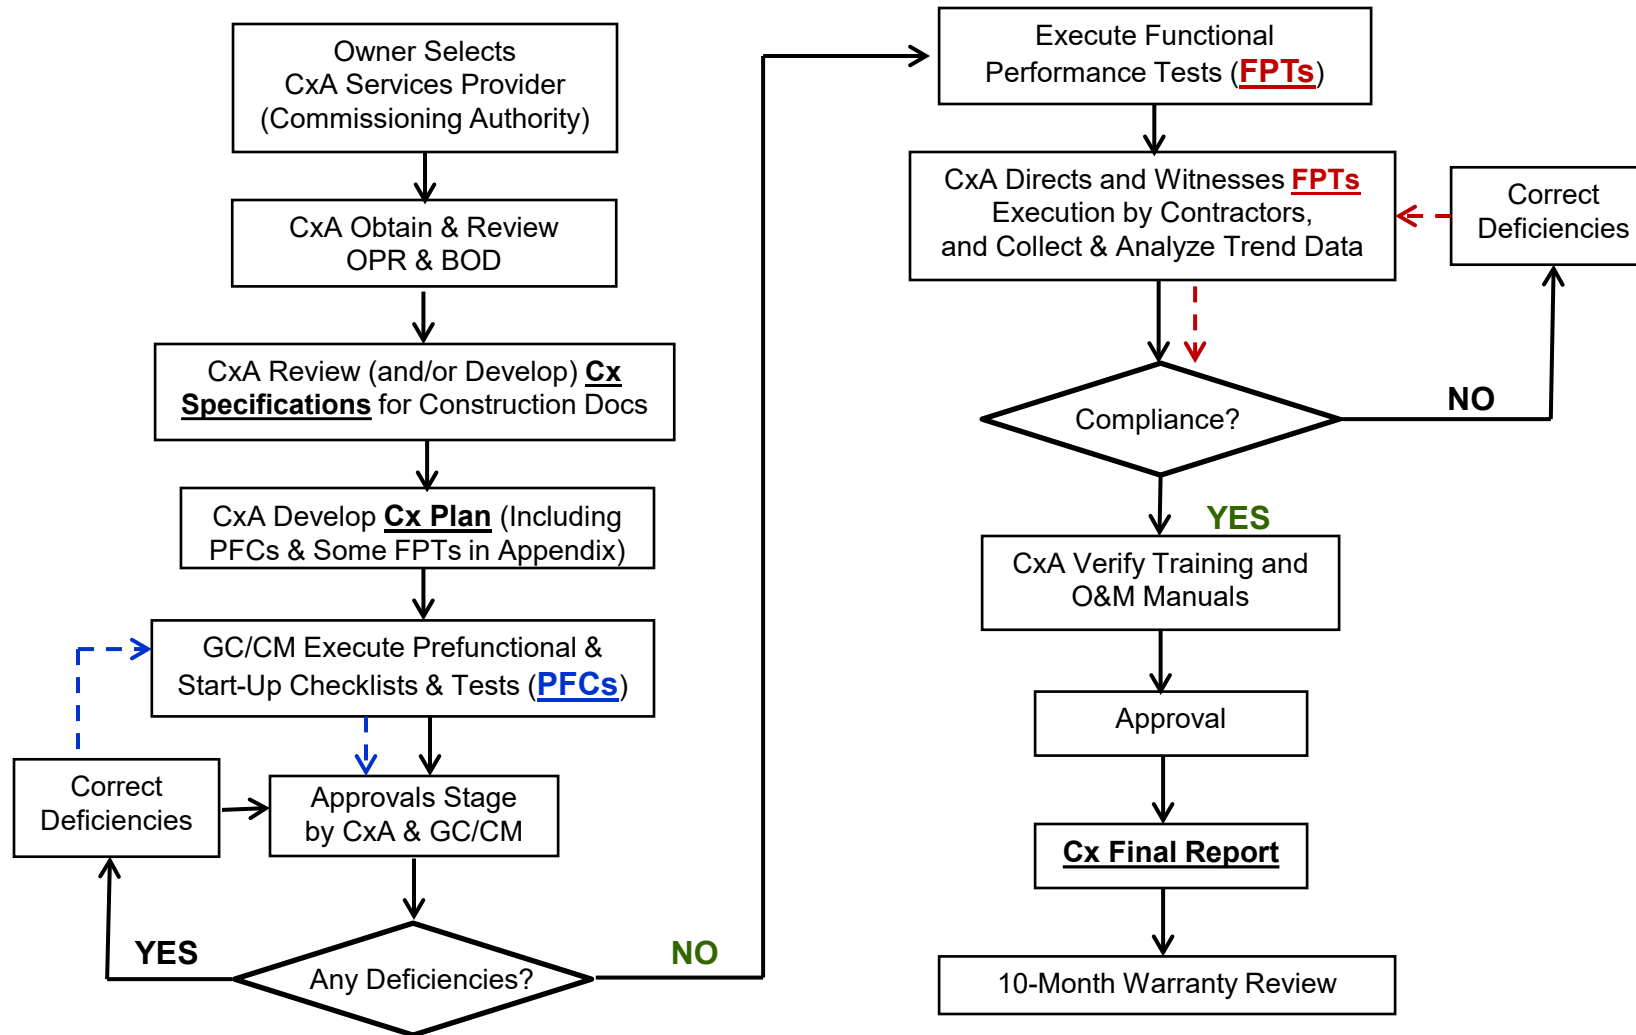 Owner Selects
CxA Services Provider
(Commissioning Authority)
CxA Obtain & Review
OPR & BOD
CxA Review (and/or Develop) Cx
Specifications for Construction Docs
CxA Develop Cx Plan (Including
PFCs & Some FPTs in Appendix)
GC/CM Execute Prefunctional &
Start-Up Checklists & Tests (PFCs)
Correct
Deficiencies
Approvals Stage
by CxA & GC/CM
YES
Any Deficiencies?
NO
Execute Functional
Performance Tests (FPTs)
CxA Directs and Witnesses FPTs
Execution by Contractors,
and Collect & Analyze Trend Data
Correct
Deficiencies
Compliance?
NO
YES
CxA Verify Training and
O&M Manuals
Approval
Cx Final Report
10-Month Warranty Review